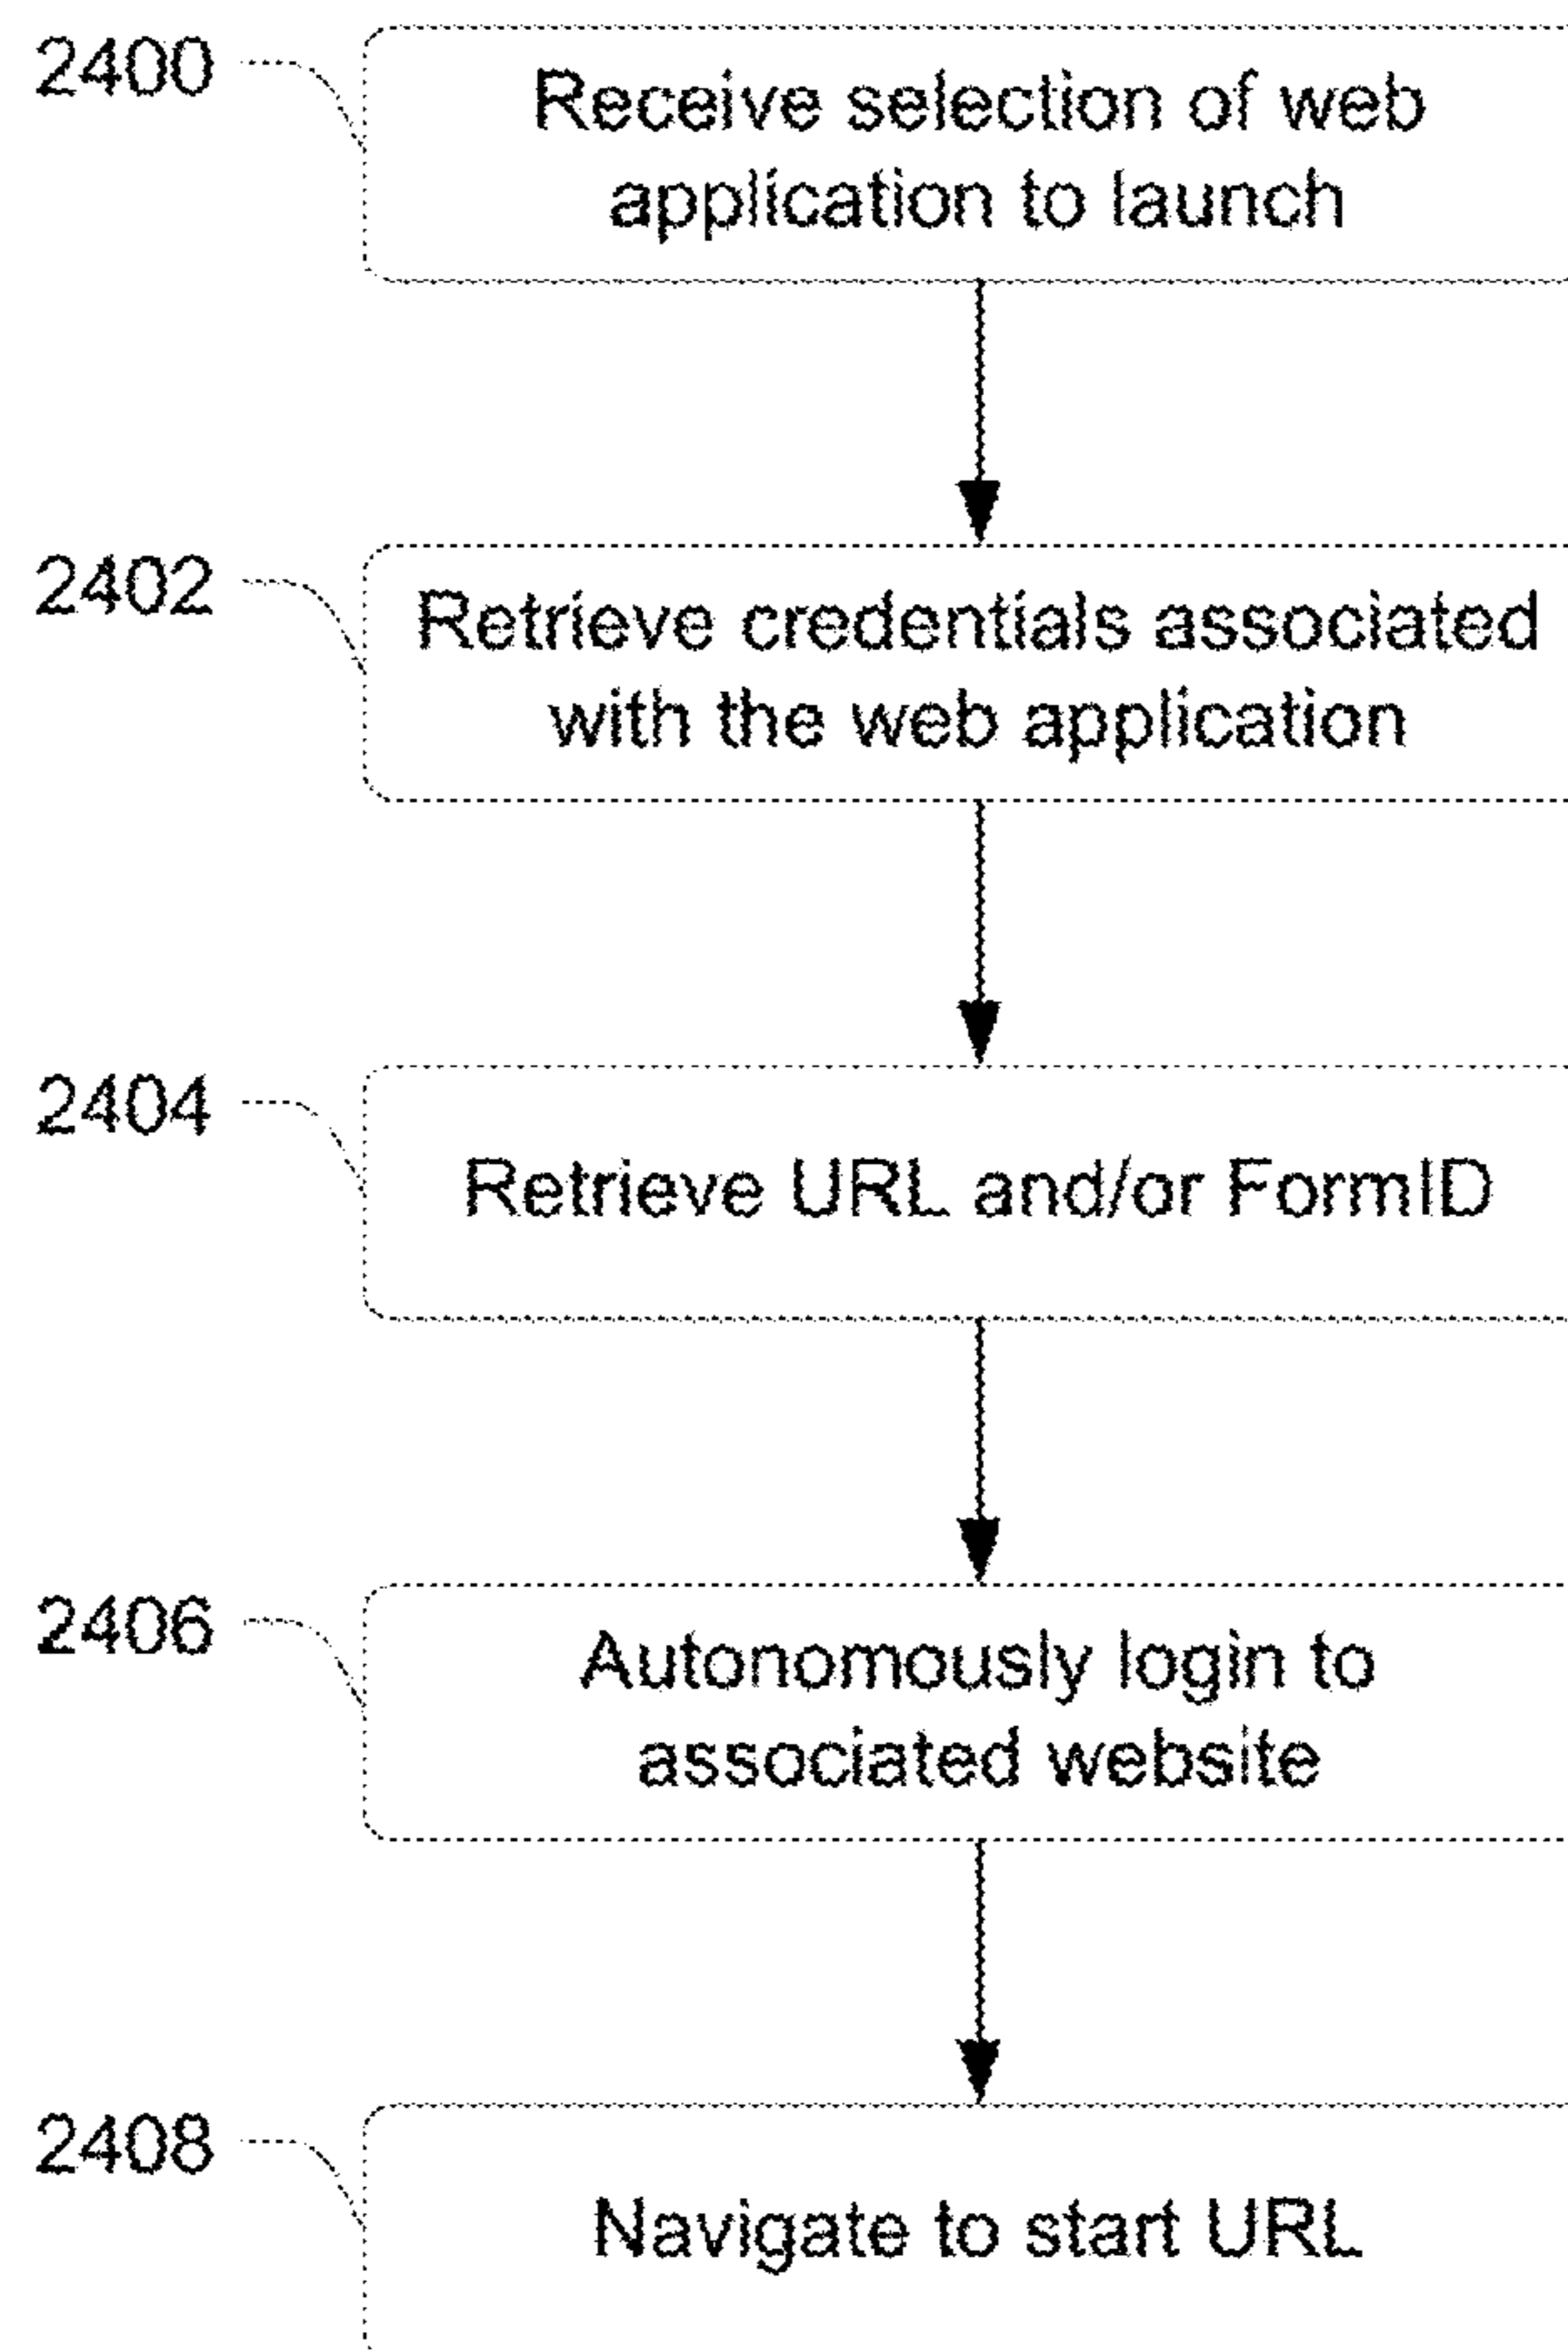 2400
Receive selection of web
application to launch
2402
Retrieve credentials associated
with the web application
2404
Retrieve URL and/or FormID
2406
Autonomously login to
associated website
2408
Navigate to start URL